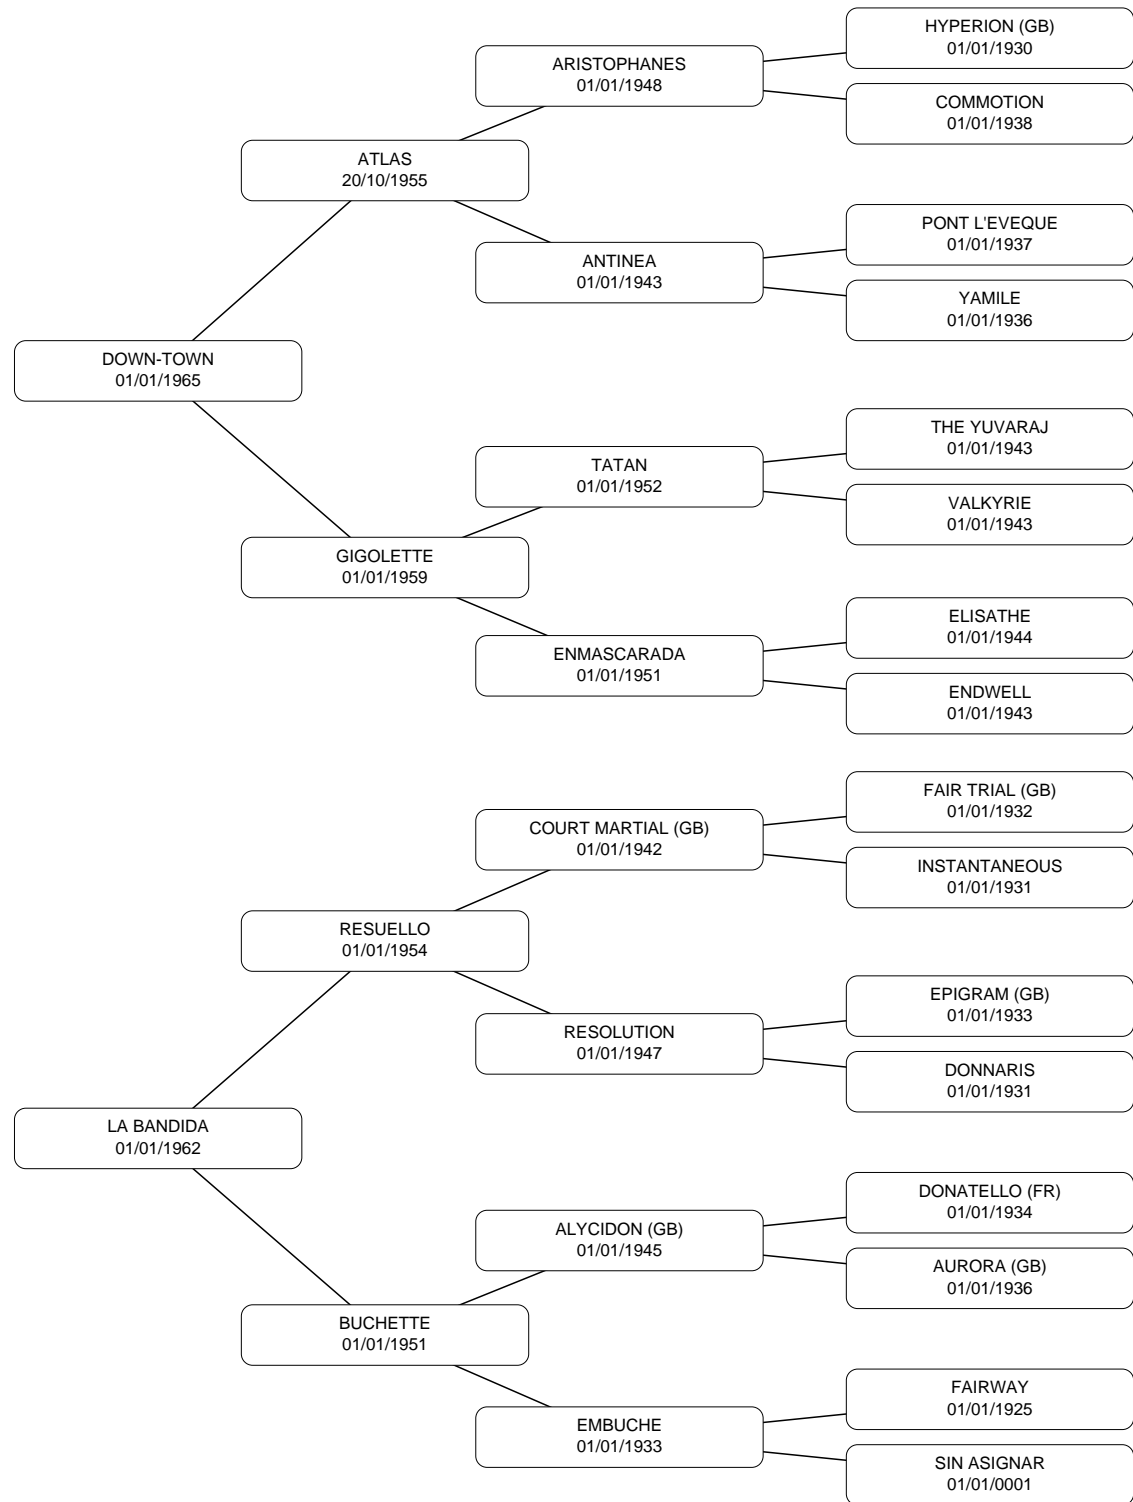 HYPERION (GB)
01/01/1930
ARISTOPHANES
01/01/1948
COMMOTION
01/01/1938
ATLAS
20/10/1955
PONT L'EVEQUE
01/01/1937
ANTINEA
01/01/1943
YAMILE
01/01/1936
DOWN-TOWN
01/01/1965
THE YUVARAJ
01/01/1943
TATAN
01/01/1952
VALKYRIE
01/01/1943
GIGOLETTE
01/01/1959
ELISATHE
01/01/1944
ENMASCARADA
01/01/1951
ENDWELL
01/01/1943
FAIR TRIAL (GB)
01/01/1932
COURT MARTIAL (GB)
01/01/1942
INSTANTANEOUS
01/01/1931
RESUELLO
01/01/1954
EPIGRAM (GB)
01/01/1933
RESOLUTION
01/01/1947
DONNARIS
01/01/1931
LA BANDIDA
01/01/1962
DONATELLO (FR)
01/01/1934
ALYCIDON (GB)
01/01/1945
AURORA (GB)
01/01/1936
BUCHETTE
01/01/1951
FAIRWAY
01/01/1925
EMBUCHE
01/01/1933
SIN ASIGNAR
01/01/0001